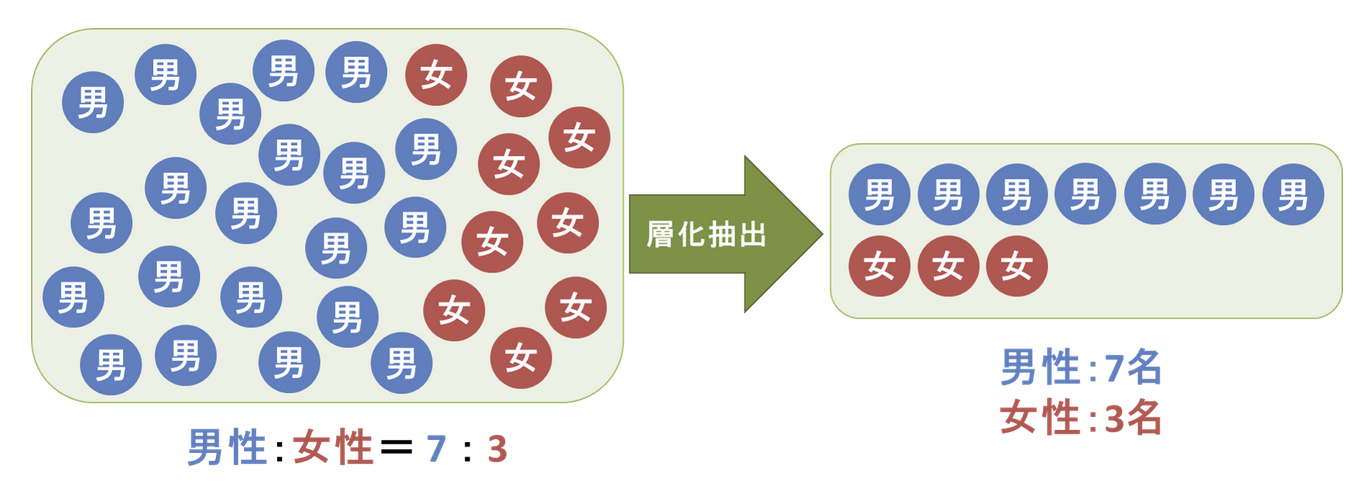 男 男 男 男 女 女
男 男 女
男 男 男 女
男 男 男 男 女
男 男 女
男 男 男 男 女 女
男 男 男 男 女
男性:女性＝ 7 : 3
層化抽出
男 男 男 男 男 男 男
女 女 女
男性:7名
女性:3名